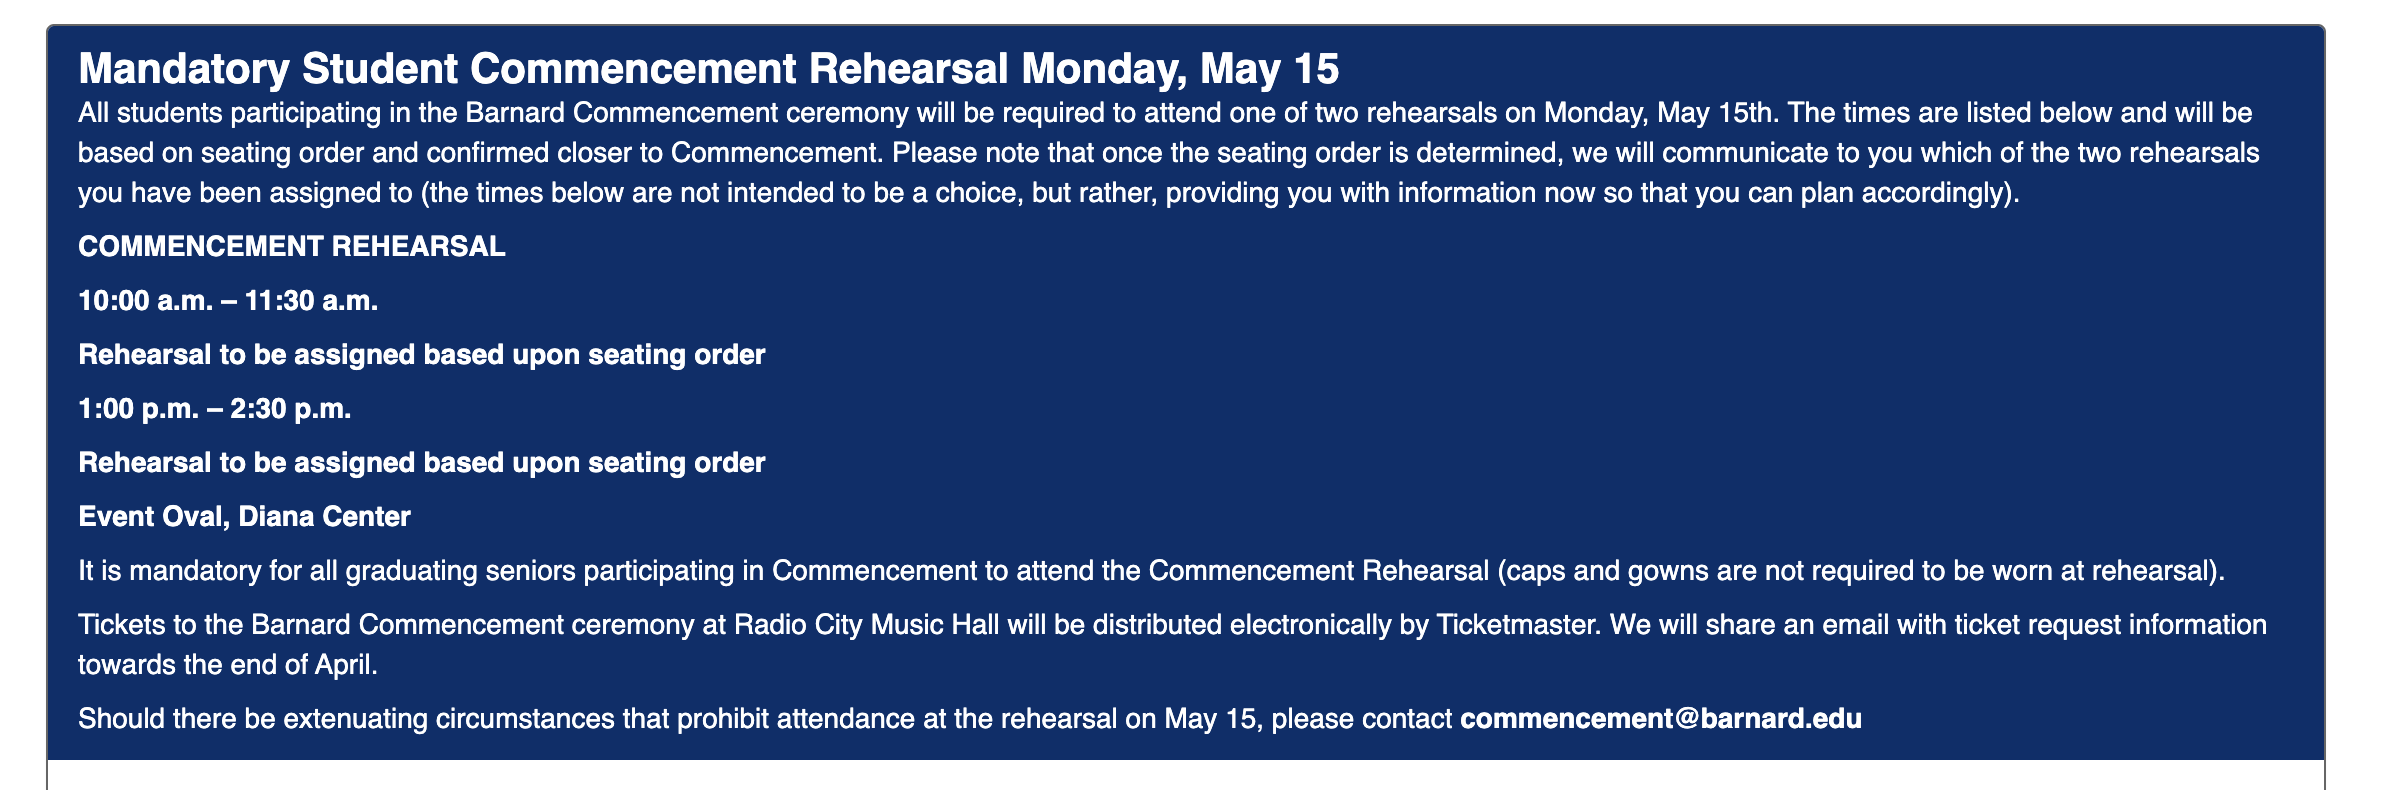 Mandatory Student Commencement Rehearsal Monday, May 15
All students participating in the Barnard Commencement ceremony will be required to attend one of two rehearsals on Monday, May 15th. The times are listed below and will be
based on seating order and confirmed closer to Commencement. Please note that once the seating order is determined, we will communicate to you which of the two rehearsals
you have been assigned to (the times below are not intended to be a choice, but rather, providing you with information now so that you can plan accordingly).
COMMENCEMENT REHEARSAL
10:00 a.m. – 11:30 a.m.
Rehearsal to be assigned based upon seating order
1:00 p.m. – 2:30 p.m.
Rehearsal to be assigned based upon seating order
Event Oval, Diana Center
It is mandatory for all graduating seniors participating in Commencement to attend the Commencement Rehearsal (caps and gowns are not required to be worn at rehearsal).
Tickets to the Barnard Commencement ceremony at Radio City Music Hall will be distributed electronically by Ticketmaster. We will share an email with ticket request information
towards the end of April.
Should there be extenuating circumstances that prohibit attendance at the rehearsal on May 15, please contact commencement@barnard.edu